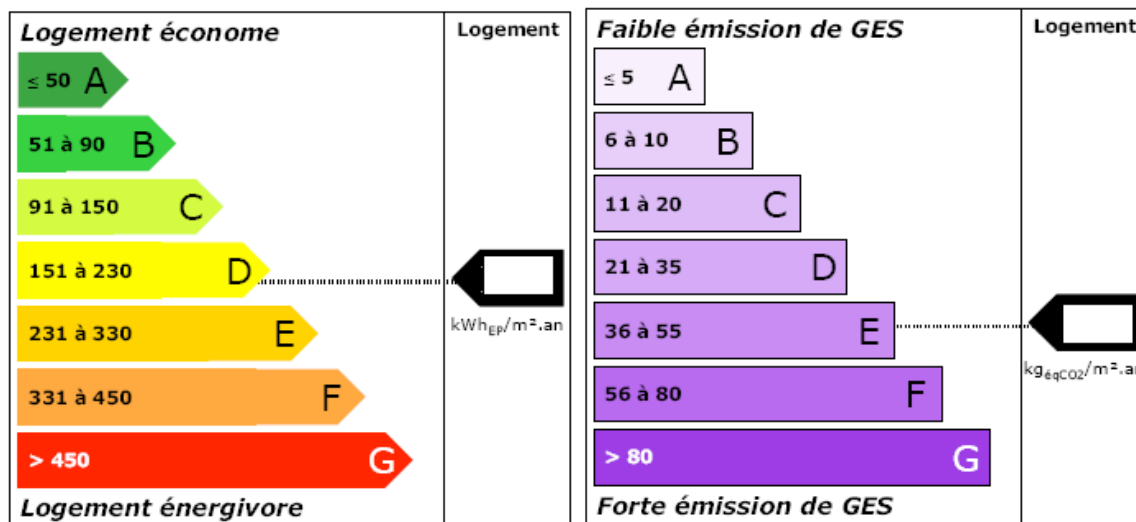 Logement économe
Logement
≤ 50 A
51 à 90 B
91 à 150 C
151 à 230 D
231 à 330 E
331 à 450 F
> 450 G
kWhEP/m².an
Logement énergivore
Faible émission de GES
Logement
≤ 5 A
6 à 10 B
11 à 20 C
21 à 35 D
36 à 55 E
56 à 80 F
> 80 G
kgéqCO2/m².an
Forte émission de GES